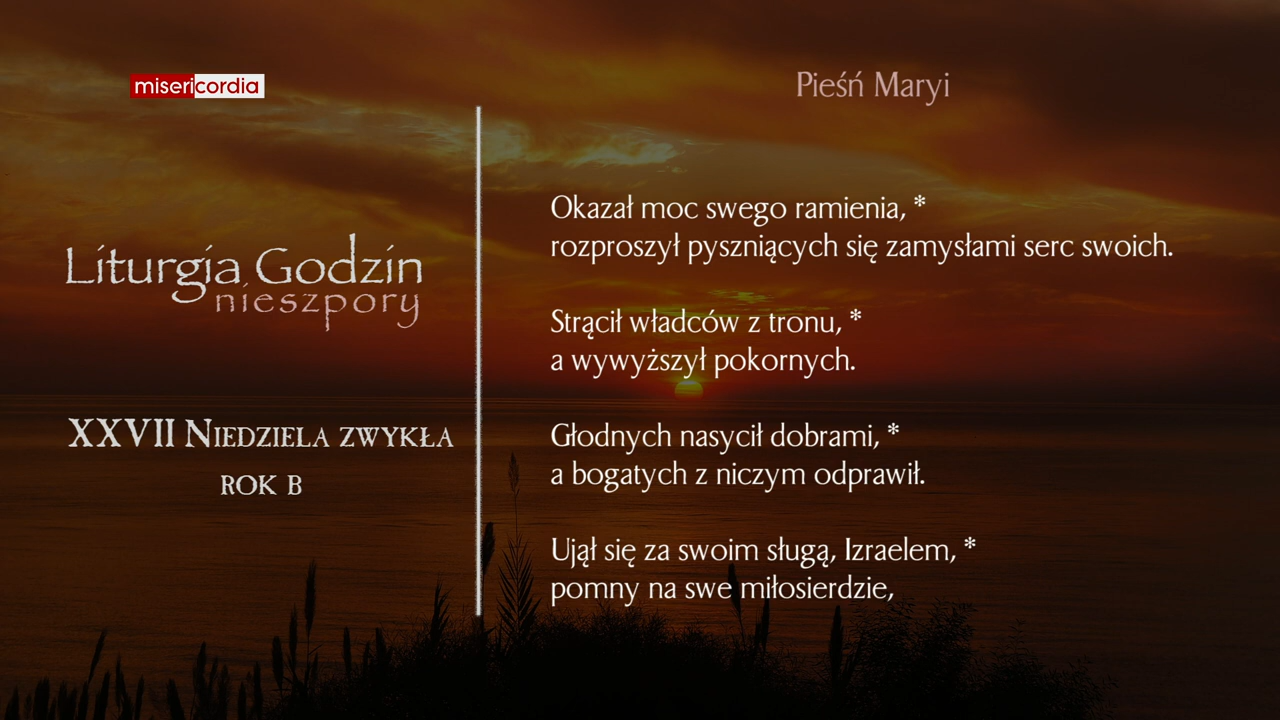 misericordia
Liturgia Godzin
nieszpory
XXVII Niedziela zwykła
rok B
Pieśń Maryi
Okazał moc swego ramienia, *
rozproszył pyszniących się zamysłami serc swoich.
Strącił władców z tronu, *
a wywyższył pokornych.
Głodnych nasycił dobrami, *
a bogatych z niczym odprawił.
Ujął się za swoim sługą, Izraelem, *
pomny na swe miłosierdzie,